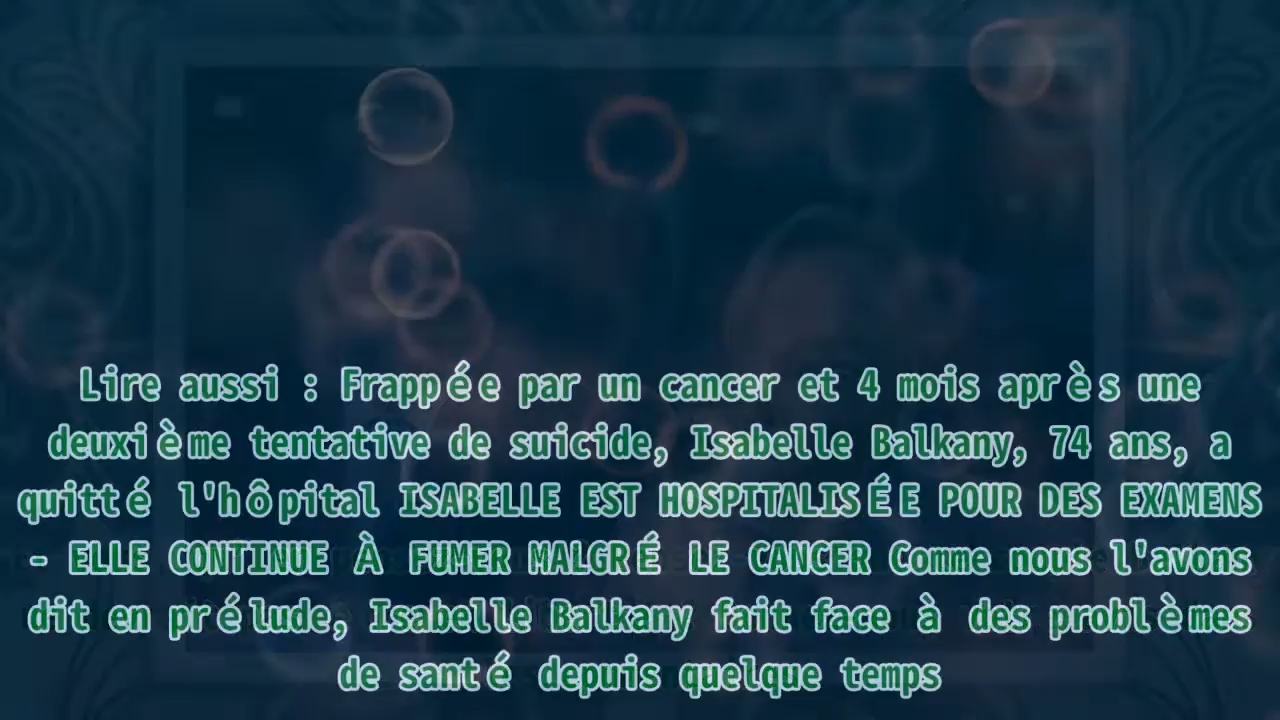 Lire aussi : Frappée par un cancer et 4 mois après une
deuxième tentative de suicide, Isabelle Balkany, 74 ans, a
quitté l'hôpital ISABELLE EST HOSPITALISÉE POUR DES EXAMENS
- ELLE CONTINUE À FUMER MALGRÉ LE CANCER Comme nous l'avons
dit en prélude, Isabelle Balkany fait face à des problèmes
de santé depuis quelque temps